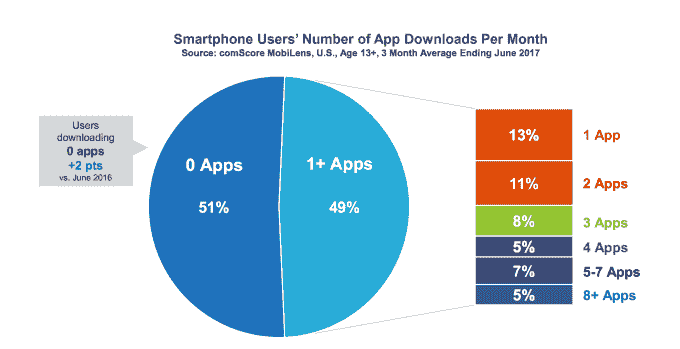 Smartphone Users' Number of App Downloads Per Month
Source: comScore MobiLens, U.S., Age 13+, 3 Month Average Ending June 2017
Users
downloading
0 apps
+2 pts
vs. June 2016
0 Apps
51%
1+ Apps
49%
13% 1 App
11% 2 Apps
8% 3 Apps
5% 4 Apps
7% 5-7 Apps
5% 8+ Apps